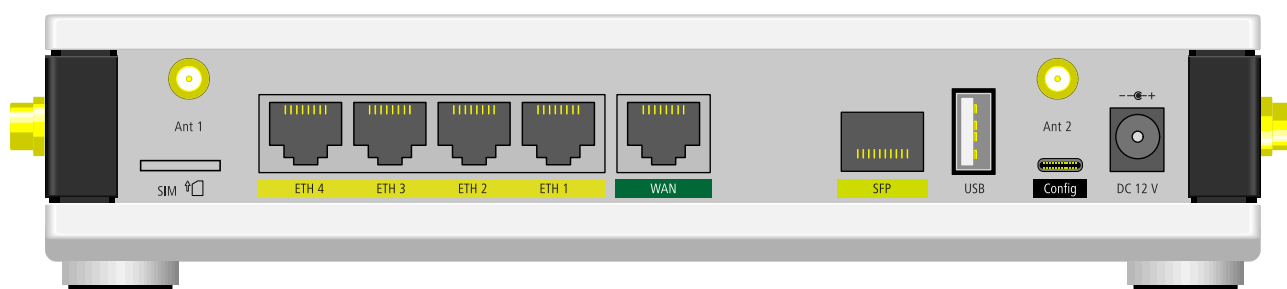 Ant 1
SIM
ETH 4
ETH 3
ETH 2
ETH 1
WAN
SFP
USB
Ant 2
Config
DC 12 V